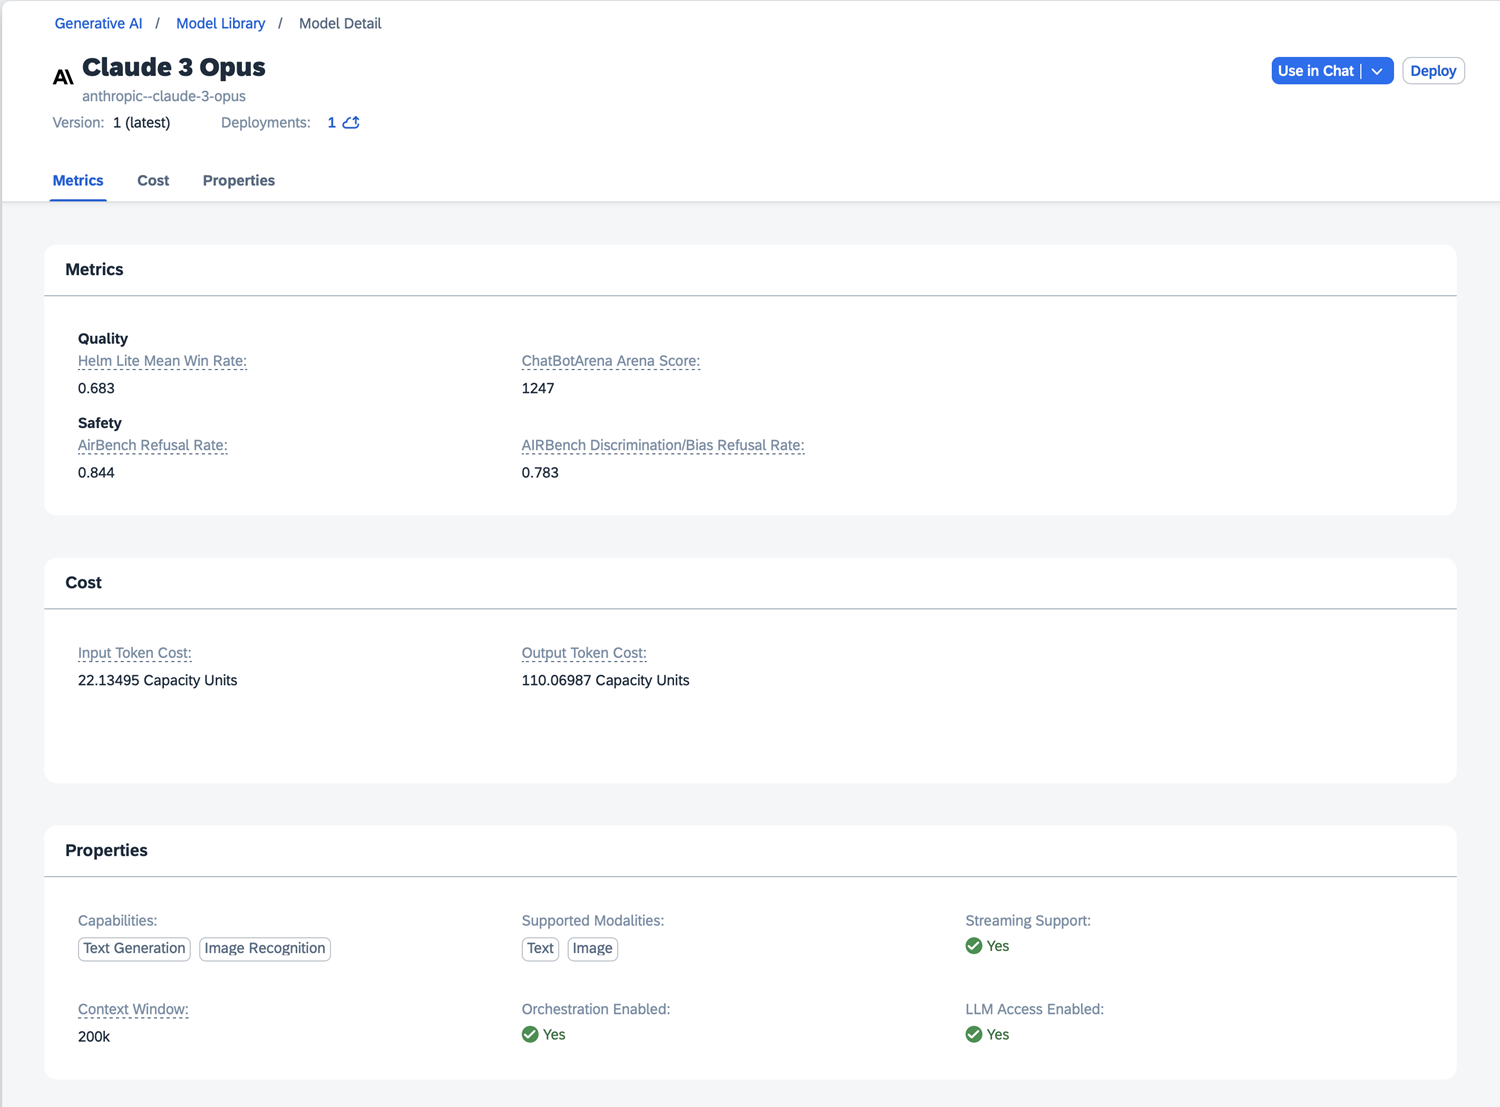 Generative AI / Model Library / Model Detail
Claude 3 Opus
anthropic--claude-3-opus
Use in Chat Deploy
Version: 1 (latest) Deployments: 1
Metrics Cost Properties
Metrics
Quality
Helm Lite Mean Win Rate: ChatBotArena Arena Score:
0.683 1247
Safety
AirBench Refusal Rate: AIRBench Discrimination/Bias Refusal Rate:
0.844 0.783
Cost
Input Token Cost: Output Token Cost:
22.13495 Capacity Units 110.06987 Capacity Units
Properties
Capabilities: Supported Modalities: Streaming Support:
Text Generation Image Recognition Text Image Yes
Context Window: Orchestration Enabled: LLM Access Enabled:
200k Yes Yes